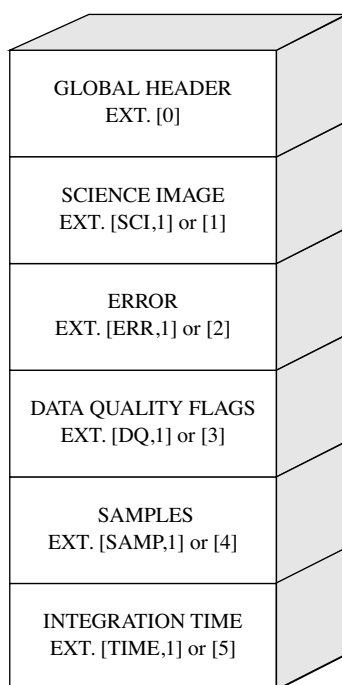 GLOBAL HEADER
EXT. [0]
SCIENCE IMAGE
EXT. [SCI,1] or [1]
ERROR
EXT. [ERR,1] or [2]
DATA QUALITY FLAGS
EXT. [DQ,1] or [3]
SAMPLES
EXT. [SAMP,1] or [4]
INTEGRATION TIME
EXT. [TIME,1] or [5]